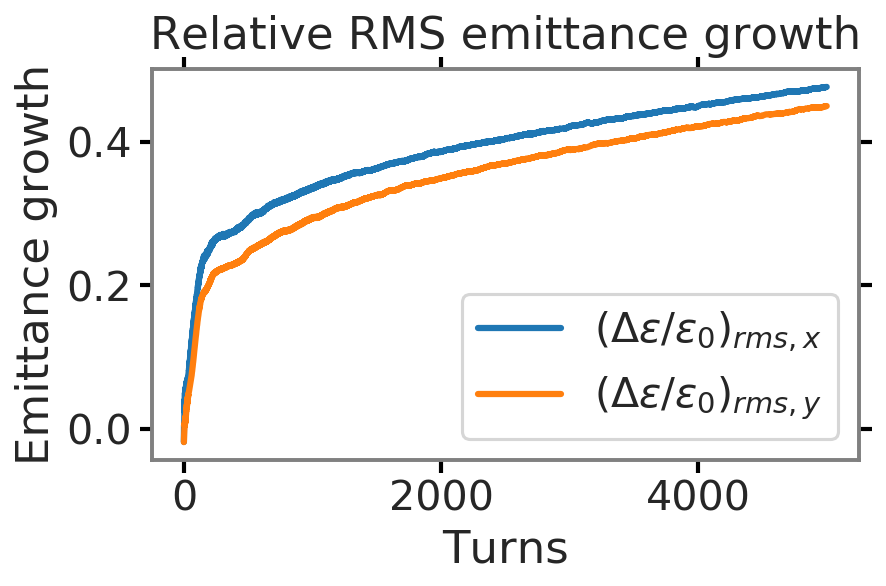 Relative RMS emittance growth
Emittance growth
0.4
0.2
0.0
(Δε/ε₀)ᵣₘₛ,ₓ
(Δε/ε₀)rms, y
0
2000
4000
Turns